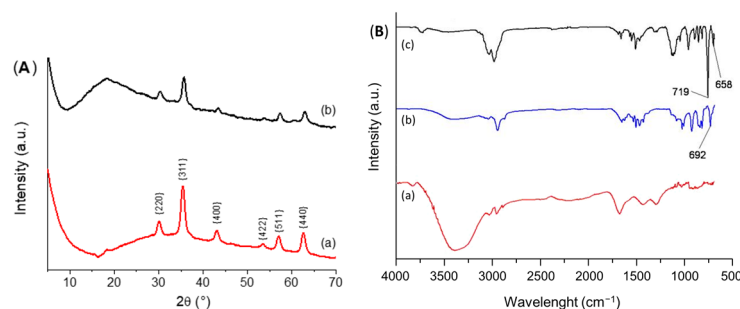 (A)
Intensity (a.u.)
(b)
{220}
{311}
{400}
{422}
{511}
{440}
(a)
10 20 30 40 50 60 70
2θ (°)
(B)
Intensity (a.u.)
(c)
719
658
(b)
692
(a)
4000 3500 3000 2500 2000 1500 1000 500
Wavelenght (cm⁻¹)